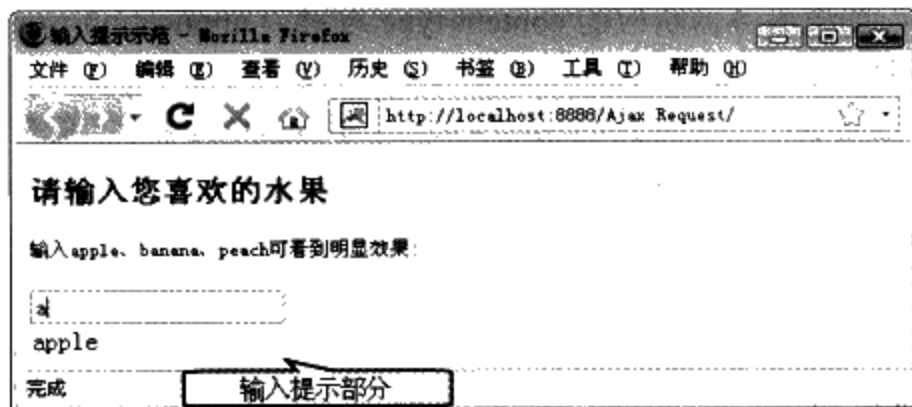 输入提示示范 - Mozilla Firefox
文件 (F) 编辑 (E) 查看 (V) 历史 (S) 书签 (B) 工具 (T) 帮助 (H)
http://localhost:8888/Ajax Request/
请输入您喜欢的水果
输入apple、banana、peach可看到明显效果:
a
apple
输入提示部分
完成